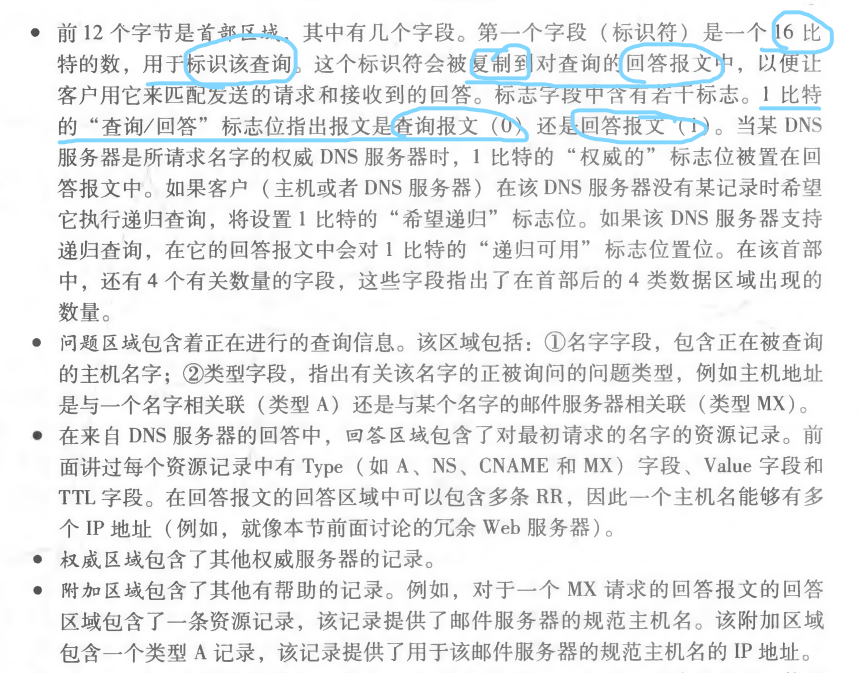 • 前 12 个字节是首部区域，其中有几个字段。第一个字段（标识符）是一个 16 比
特的数，用于标识该查询。这个标识符会被复制到对查询的回答报文中，以便让
客户用它来匹配发送的请求和接收到的回答。标志字段中含有若干标志。1 比特
的“查询/回答”标志位指出报文是查询报文（0）还是回答报文（1）。当某 DNS
服务器是所请求名字的权威 DNS 服务器时，1 比特的“权威的”标志位被置在回
答报文中。如果客户（主机或者 DNS 服务器）在该 DNS 服务器没有某记录时希望
它执行递归查询，将设置 1 比特的“希望递归”标志位。如果该 DNS 服务器支持
递归查询，在它的回答报文中会对 1 比特的“递归可用”标志位置位。在该首部
中，还有 4 个有关数量的字段，这些字段指出了在首部后的 4 类数据区域出现的
数量。
• 问题区域包含着正在进行的查询信息。该区域包括：①名字字段，包含正在被查询
的主机名字；②类型字段，指出有关该名字的正被询问的问题类型，例如主机地址
是与一个名字相关联（类型 A）还是与某个名字的邮件服务器相关联（类型 MX）。
• 在来自 DNS 服务器的回答中，回答区域包含了对最初请求的名字的资源记录。前
面讲过每个资源记录中有 Type（如 A、NS、CNAME 和 MX）字段、Value 字段和
TTL 字段。在回答报文的回答区域中可以包含多条 RR，因此一个主机名能够有多
个 IP 地址（例如，就像本节前面讨论的冗余 Web 服务器）。
• 权威区域包含了其他权威服务器的记录。
• 附加区域包含了其他有帮助的记录。例如，对于一个 MX 请求的回答报文的回答
区域包含了一条资源记录，该记录提供了邮件服务器的规范主机名。该附加区域
包含一个类型 A 记录，该记录提供了用于该邮件服务器的规范主机名的 IP 地址。